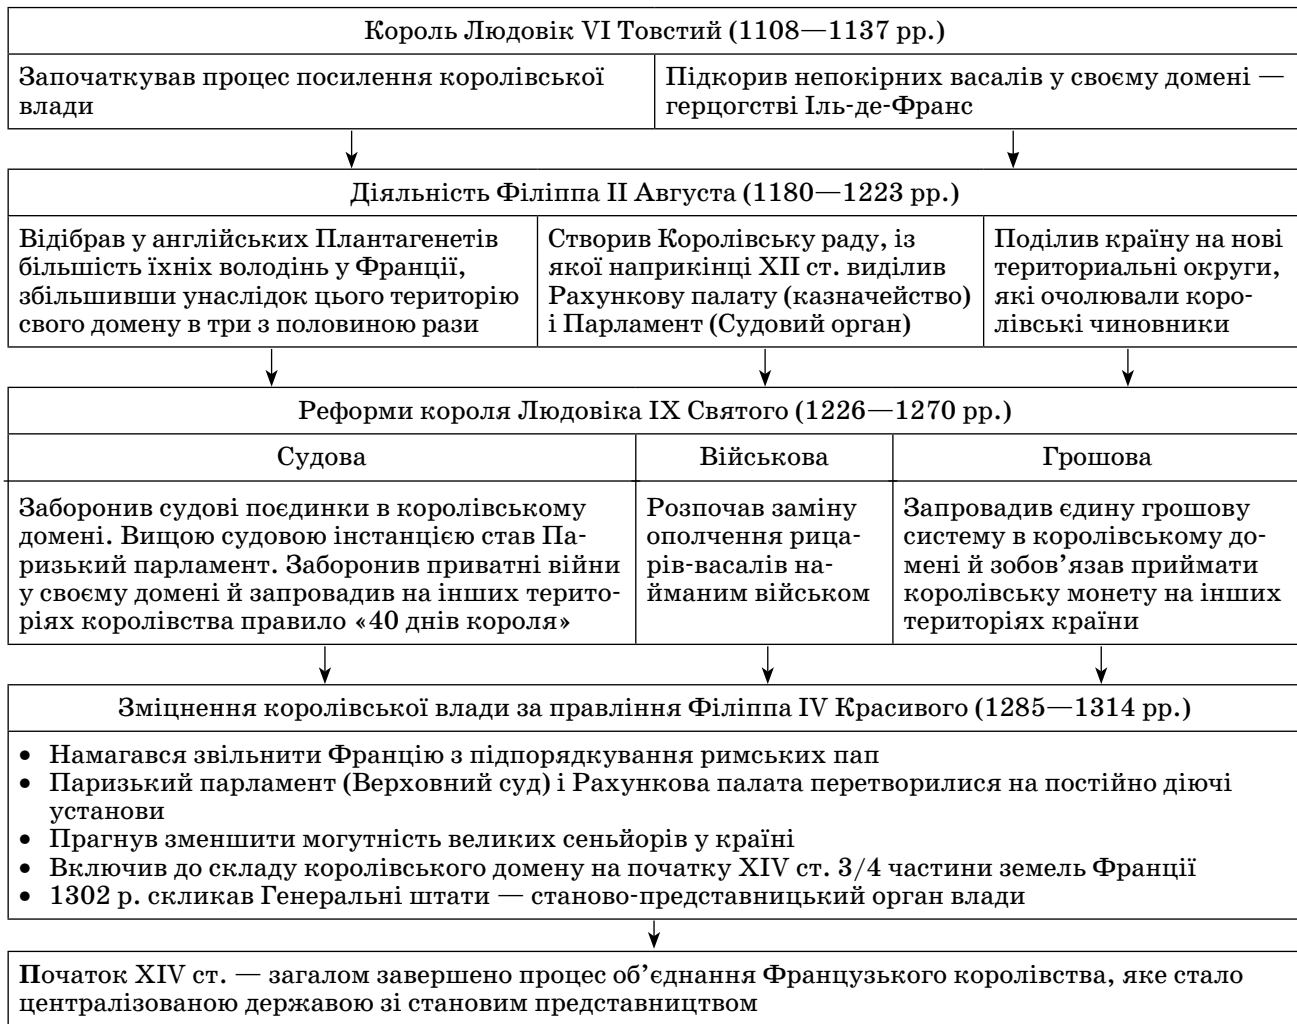 Король Людовік VI Товстий (1108—1137 рр.)
Започаткував процес посилення королівської
влади
Підкорив непокірних васалів у своєму домені —
герцогстві Іль-де-Франс
Діяльність Філіппа II Августа (1180—1223 рр.)
Відібрав у англійських Плантагенетів
більшість їхніх володінь у Франції,
збільшивши унаслідок цього територію
свого домену в три з половиною рази
Створив Королівську раду, із
якої наприкінці XII ст. виділив
Рахункову палату (казначейство)
і Парламент (Судовий орган)
Поділив країну на нові
територіальні округи,
які очолювали коро-
лівські чиновники
Реформи короля Людовіка IX Святого (1226—1270 рр.)
Судова
Військова
Грошова
Заборонив судові поєдинки в королівському
домені. Вищою судовою інстанцією став Па-
ризький парламент. Заборонив приватні війни
у своєму домені й запровадив на інших терито-
ріях королівства правило «40 днів короля»
Розпочав заміну
ополчення рица-
рів-васалів на-
йманим військом
Запровадив єдину грошову
систему в королівському до-
мені й зобов’язав приймати
королівську монету на інших
територіях країни
Зміцнення королівської влади за правління Філіппа IV Красивого (1285—1314 рр.)
• Намагався звільнити Францію з підпорядкування римських пап
• Паризький парламент (Верховний суд) і Рахункова палата перетворилися на постійно діючі
установи
• Прагнув зменшити могутність великих сеньйорів у країні
• Включив до складу королівського домену на початку XIV ст. 3/4 частини земель Франції
• 1302 р. скликав Генеральні штати — станово-представницький орган влади
Початок XIV ст. — загалом завершено процес об’єднання Французького королівства, яке стало
централізованою державою зі становим представництвом